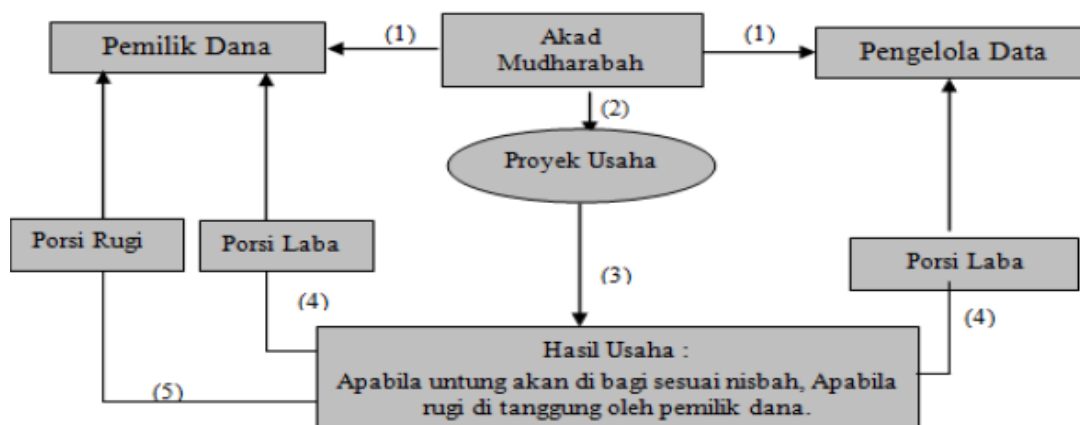 Pemilik Dana
(1)
Akad
Mudharabah
(1)
Pengelola Data
(2)
Proyek Usaha
Porsi Rugi
Porsi Laba
(3)
Porsi Laba
(4)
(4)
Hasil Usaha :
Apabila untung akan di bagi sesuai nisbah, Apabila
rugi di tanggung oleh pemilik dana.
(5)